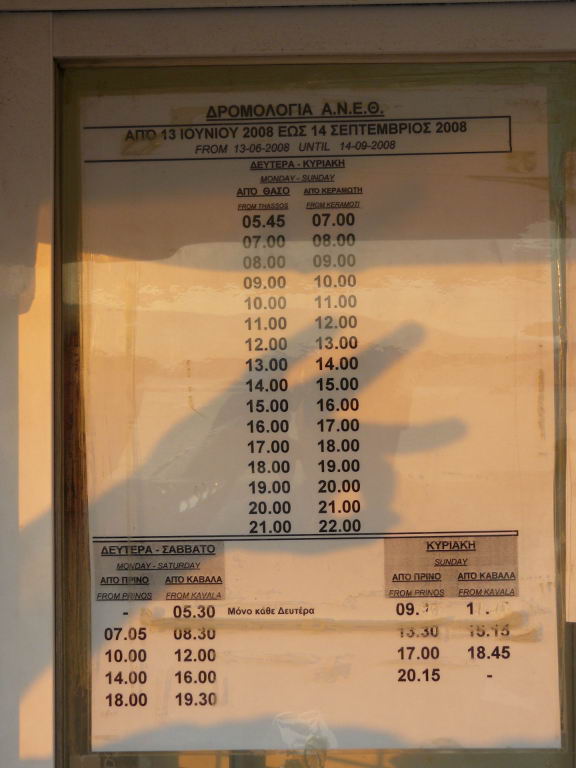 ΔΡΟΜΟΛΟΓΙΑ Α.Ν.Ε.Θ.
ΑΠΌ 13 ΙΟΥΝΙΟΥ 2008 ΕΩΣ 14 ΣΕΠΤΕΜΒΡΙΟΣ 2008
FROM 13-06-2008 UNTIL 14-09-2008
ΔΕΥΤΕΡΑ - ΚΥΡΙΑΚΗ
MONDAY - SUNDAY
ΑΠΌ ΘΑΣΟ ΑΠΌ ΚΕΡΑΜΩΤΗ
FROM THASSOS FROM KERAMOTI
05.45 07.00
07.00 08.00
08.00 09.00
09.00 10.00
10.00 11.00
11.00 12.00
12.00 13.00
13.00 14.00
14.00 15.00
15.00 16.00
16.00 17.00
17.00 18.00
18.00 19.00
19.00 20.00
20.00 21.00
21.00 22.00
ΔΕΥΤΕΡΑ - ΣΑΒΒΑΤΟ
MONDAY - SATURDAY
ΑΠΌ ΠΡΙΝΟ ΑΠΌ ΚΑΒΑΛΑ
FROM PRINOS FROM KAVALA
- 05.30 Μόνο κάθε Δευτέρα
07.05 08.30
10.00 12.00
14.00 16.00
18.00 19.30
ΚΥΡΙΑΚΗ
SUNDAY
ΑΠΌ ΠΡΙΝΟ ΑΠΌ ΚΑΒΑΛΑ
FROM PRINOS FROM KAVALA
13.30 15.15
17.00 18.45
20.15 -